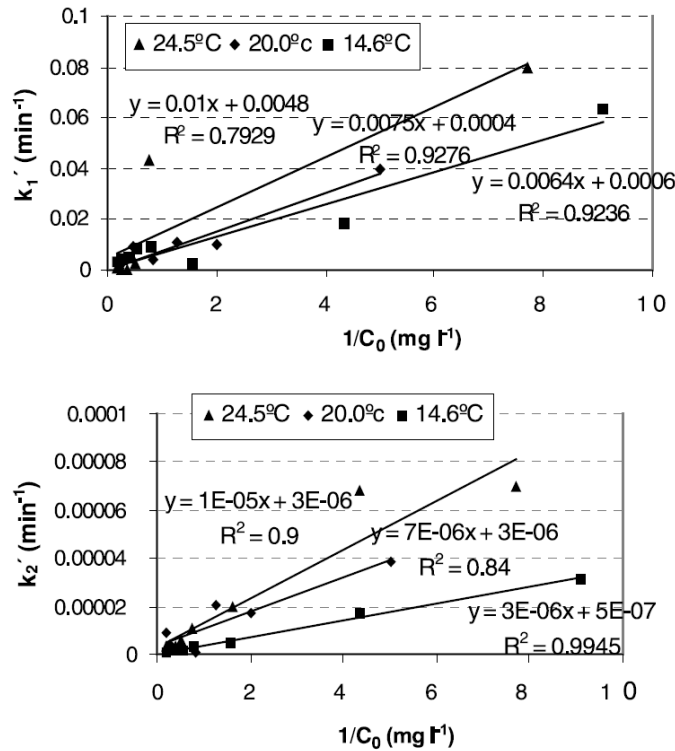 24.5ºC 20.0ºc 14.6ºC
0.1
0.08
0.06
0.04
0.02
0
k1´ (min-1)
y = 0.01x + 0.0048
R2 = 0.7929
0.0075x + 0.0004
R2 = 0.9276
y = 0.0064x + 0.0006
R2 = 0.9236
0 2 4 6 8 10
1/C0 (mg l-1)
24.5ºC 20.0ºc 14.6ºC
0.0001
0.00008
0.00006
0.00004
0.00002
0
k2´ (min-1)
y = 1E-05x + 3E-06
R2 = 0.9
y = 7E-06x + 3E-06
R2 = 0.84
y = 3E-06x + 5E-07
R2 = 0.9945
0 2 4 6 8 10
1/C0 (mg l-1)